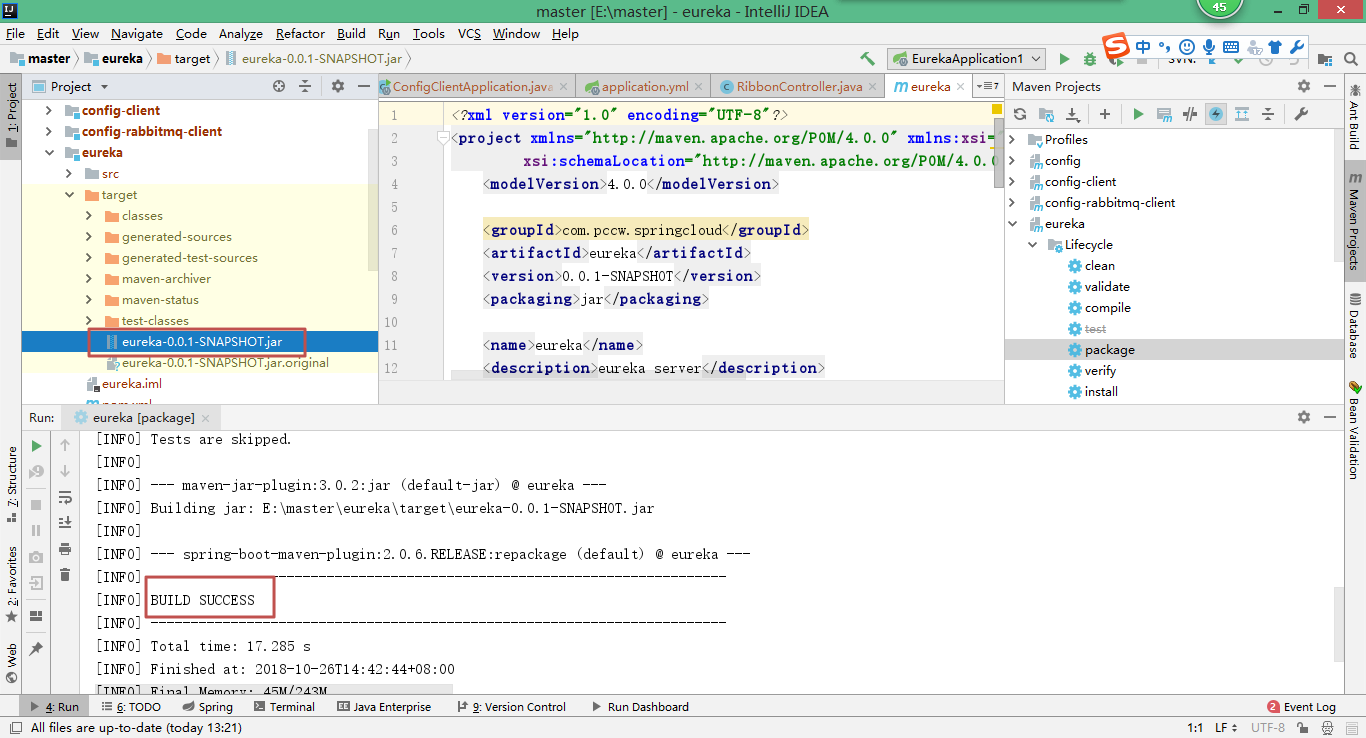 master [E:\master] - eureka - IntelliJ IDEA
45
File Edit View Navigate Code Analyze Refactor Build Run Tools VCS Window Help
master eureka target eureka-0.0.1-SNAPSHOT.jar
EurekaApplication1
SVN:
中
Project
ConfigClientApplication.java × application.yml × RibbonController.java × eureka × 7
Maven Projects
1: Project
config-client
config-rabbitmq-client
eureka
src
target
classes
generated-sources
generated-test-sources
maven-archiver
maven-status
test-classes
eureka-0.0.1-SNAPSHOT.jar
eureka-0.0.1-SNAPSHOT.jar.original
eureka.iml
pom.xml
1 <?xml version="1.0" encoding="UTF-8"?>
2 <project xmlns="http://maven.apache.org/POM/4.0.0" xmlns:xsi=
3 xsi:schemaLocation="http://maven.apache.org/POM/4.0.0
4 <modelVersion>4.0.0</modelVersion>
5
6 <groupId>com.pccw.springcloud</groupId>
7 <artifactId>eureka</artifactId>
8 <version>0.0.1-SNAPSHOT</version>
9 <packaging>jar</packaging>
10
11 <name>eureka</name>
12 <description>eureka server</description>
Profiles
config
config-client
config-rabbitmq-client
eureka
Lifecycle
clean
validate
compile
test
package
verify
install
Ant Build
Maven Projects
Database
Bean Validation
Run: eureka [package] ×
[INFO] Tests are skipped.
[INFO]
[INFO] --- maven-jar-plugin:3.0.2:jar (default-jar) @ eureka ---
[INFO] Building jar: E:\master\eureka\target\eureka-0.0.1-SNAPSHOT.jar
[INFO]
[INFO] --- spring-boot-maven-plugin:2.0.6.RELEASE:repackage (default) @ eureka ---
[INFO] ------------------------------------------------------------------------
[INFO] BUILD SUCCESS
[INFO] ------------------------------------------------------------------------
[INFO] Total time: 17.285 s
[INFO] Finished at: 2018-10-26T14:42:44+08:00
[INFO] Final Memory: 45M/243M
7: Structure
2: Favorites
Web
4: Run 6: TODO Spring Terminal Java Enterprise 9: Version Control Run Dashboard 2 Event Log
All files are up-to-date (today 13:21) 1:1 LF UTF-8